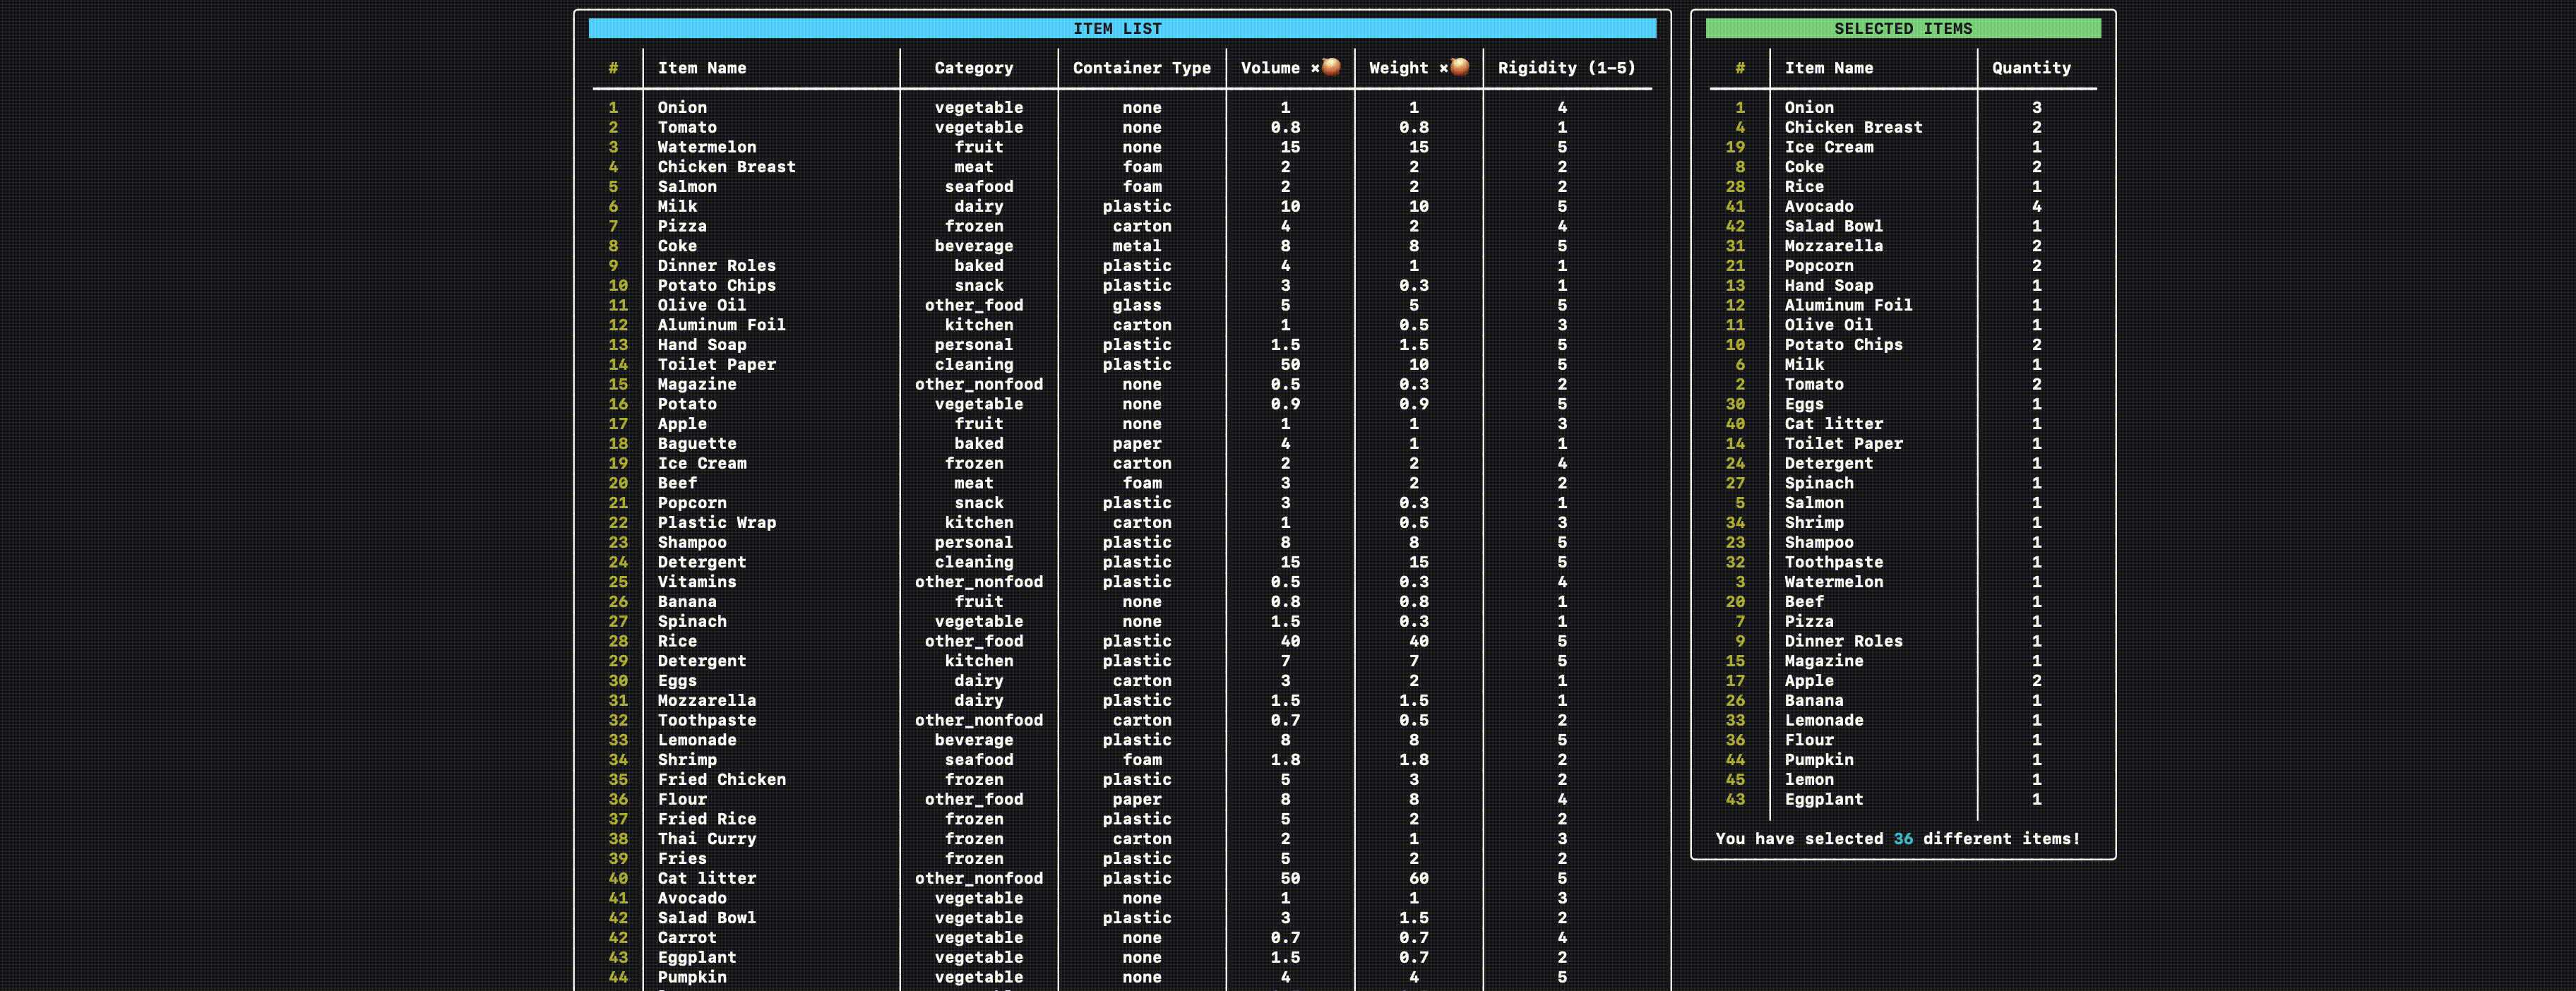 ITEM LIST
# Item Name Category Container Type Volume × Weight × Rigidity (1-5)
1 Onion vegetable none 1 1 4
2 Tomato vegetable none 0.8 0.8 1
3 Watermelon fruit none 15 15 5
4 Chicken Breast meat foam 2 2 2
5 Salmon seafood foam 2 2 2
6 Milk dairy plastic 10 10 5
7 Pizza frozen carton 4 2 4
8 Coke beverage metal 8 8 5
9 Dinner Roles baked plastic 4 1 1
10 Potato Chips snack plastic 3 0.3 1
11 Olive Oil other_food glass 5 5 5
12 Aluminum Foil kitchen carton 1 0.5 3
13 Hand Soap personal plastic 1.5 1.5 5
14 Toilet Paper cleaning plastic 50 10 5
15 Magazine other_nonfood none 0.5 0.3 2
16 Potato vegetable none 0.9 0.9 5
17 Apple fruit none 1 1 3
18 Baguette baked paper 4 1 1
19 Ice Cream frozen carton 2 2 4
20 Beef meat foam 3 2 2
21 Popcorn snack plastic 3 0.3 1
22 Plastic Wrap kitchen carton 1 0.5 3
23 Shampoo personal plastic 8 8 5
24 Detergent cleaning plastic 15 15 5
25 Vitamins other_nonfood plastic 0.5 0.3 4
26 Banana fruit none 0.8 0.8 1
27 Spinach vegetable none 1.5 0.3 1
28 Rice other_food plastic 40 40 5
29 Detergent kitchen plastic 7 7 5
30 Eggs dairy carton 3 2 1
31 Mozzarella dairy plastic 1.5 1.5 1
32 Toothpaste other_nonfood carton 0.7 0.5 2
33 Lemonade beverage plastic 8 8 5
34 Shrimp seafood foam 1.8 1.8 2
35 Fried Chicken frozen plastic 5 3 2
36 Flour other_food paper 8 8 4
37 Fried Rice frozen plastic 5 2 2
38 Thai Curry frozen carton 2 1 3
39 Fries frozen plastic 5 2 2
40 Cat litter other_nonfood plastic 50 60 5
41 Avocado vegetable none 1 1 3
42 Salad Bowl vegetable plastic 3 1.5 2
42 Carrot vegetable none 0.7 0.7 4
43 Eggplant vegetable none 1.5 0.7 2
44 Pumpkin vegetable none 4 4 5
SELECTED ITEMS
# Item Name Quantity
1 Onion 3
4 Chicken Breast 2
19 Ice Cream 1
8 Coke 2
28 Rice 1
41 Avocado 4
42 Salad Bowl 1
31 Mozzarella 2
21 Popcorn 2
13 Hand Soap 1
12 Aluminum Foil 1
11 Olive Oil 1
10 Potato Chips 2
6 Milk 1
2 Tomato 2
30 Eggs 1
40 Cat litter 1
14 Toilet Paper 1
24 Detergent 1
27 Spinach 1
5 Salmon 1
34 Shrimp 1
23 Shampoo 1
32 Toothpaste 1
3 Watermelon 1
20 Beef 1
7 Pizza 1
9 Dinner Roles 1
15 Magazine 1
17 Apple 2
26 Banana 1
33 Lemonade 1
36 Flour 1
44 Pumpkin 1
45 lemon 1
43 Eggplant 1
You have selected 36 different items!